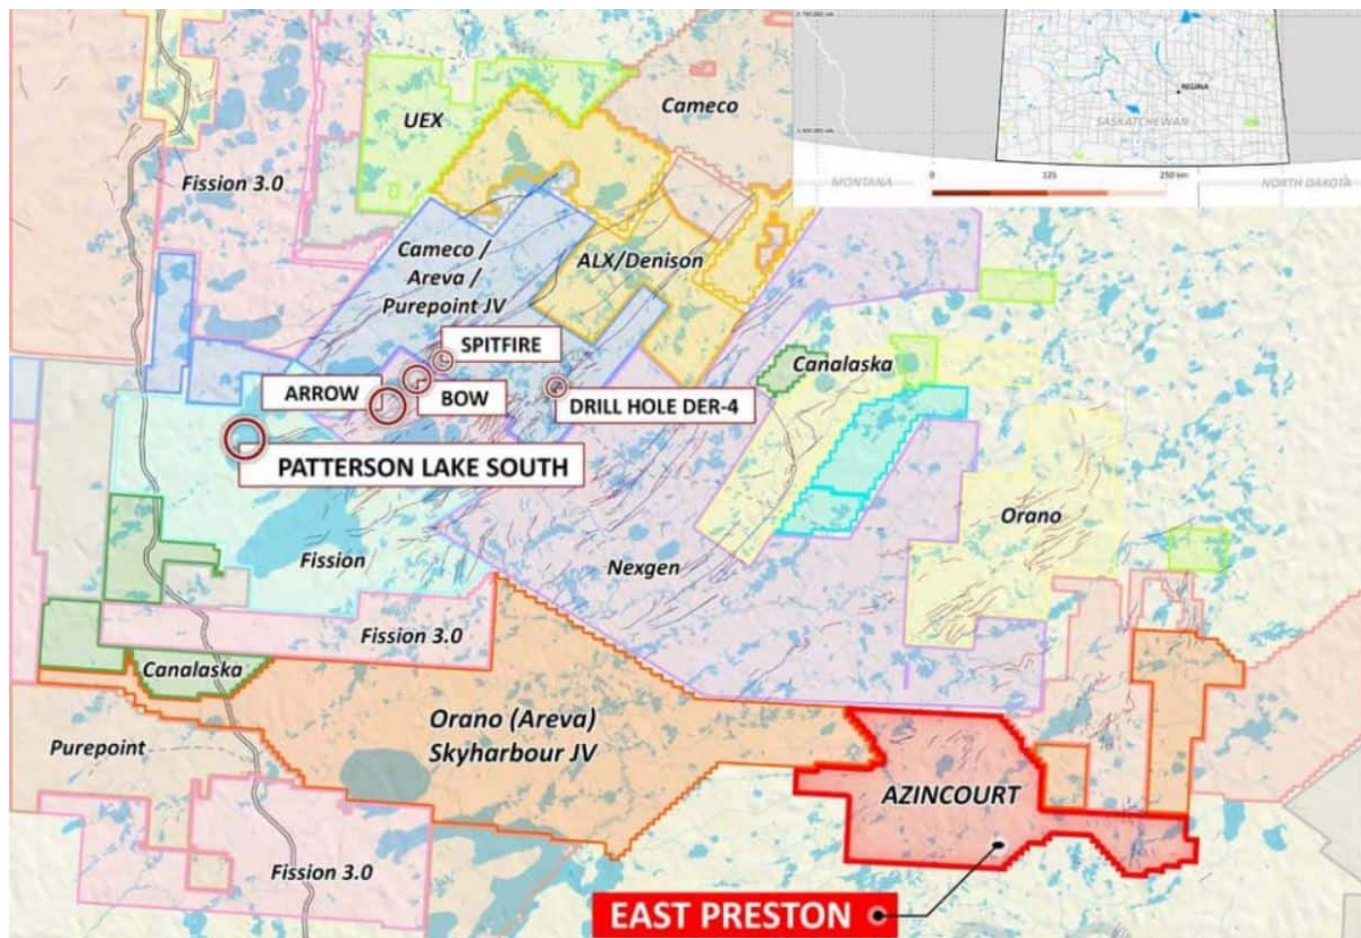 REGINA
SASKATCHEWAN
MONTANA
0
125
250 km
NORTH DAKOTA
Cameco
UEX
Fission 3.0
Cameco /
Areva /
Purepoint JV
ALX/Denison
SPITFIRE
Canalaska
ARROW
BOW
DRILL HOLE DER-4
PATTERSON LAKE SOUTH
Orano
Fission
Nexgen
Fission 3.0
Canalaska
Orano (Areva)
Skyharbour JV
Purepoint
AZINCOURT
Fission 3.0
EAST PRESTON